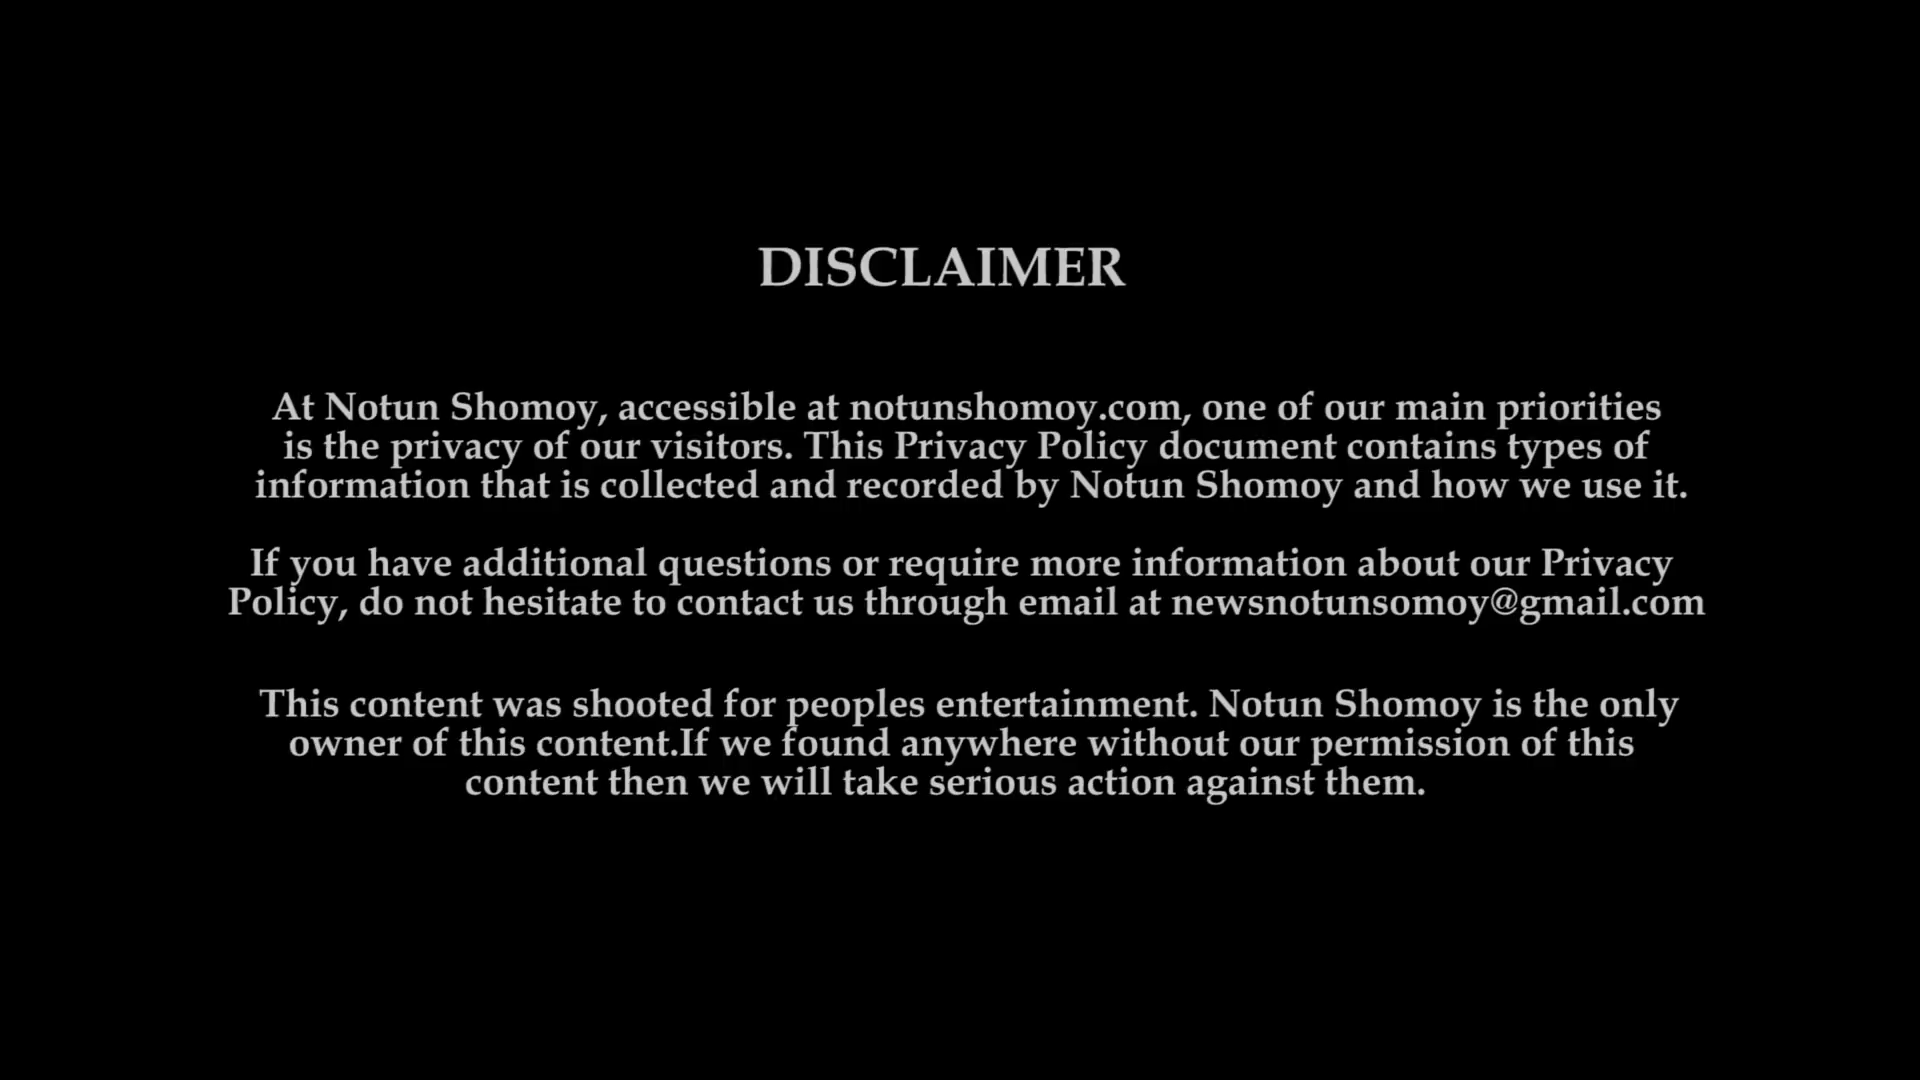 DISCLAIMER
At Notun Shomoy, accessible at notunshomoy.com, one of our main priorities
is the privacy of our visitors. This Privacy Policy document contains types of
information that is collected and recorded by Notun Shomoy and how we use it.
If you have additional questions or require more information about our Privacy
Policy, do not hesitate to contact us through email at newsnotunsomoy@gmail.com
This content was shooted for peoples entertainment. Notun Shomoy is the only
owner of this content.If we found anywhere without our permission of this
content then we will take serious action against them.